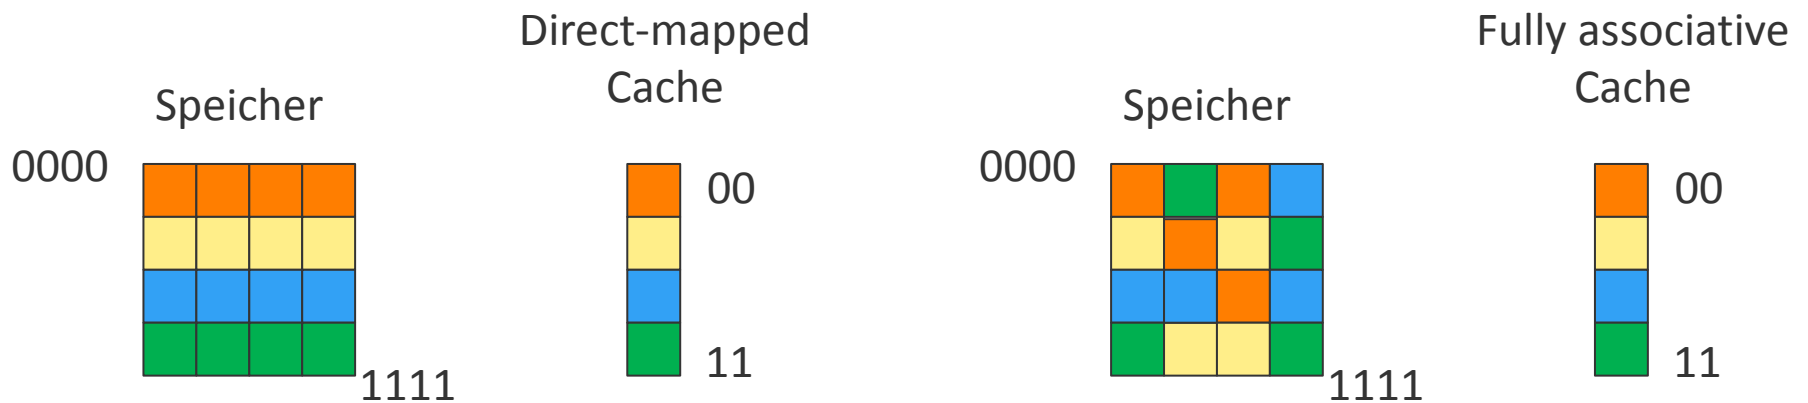 Direct-mapped
Cache
Speicher
0000
00
11
1111
Fully associative
Cache
Speicher
0000
00
11
1111